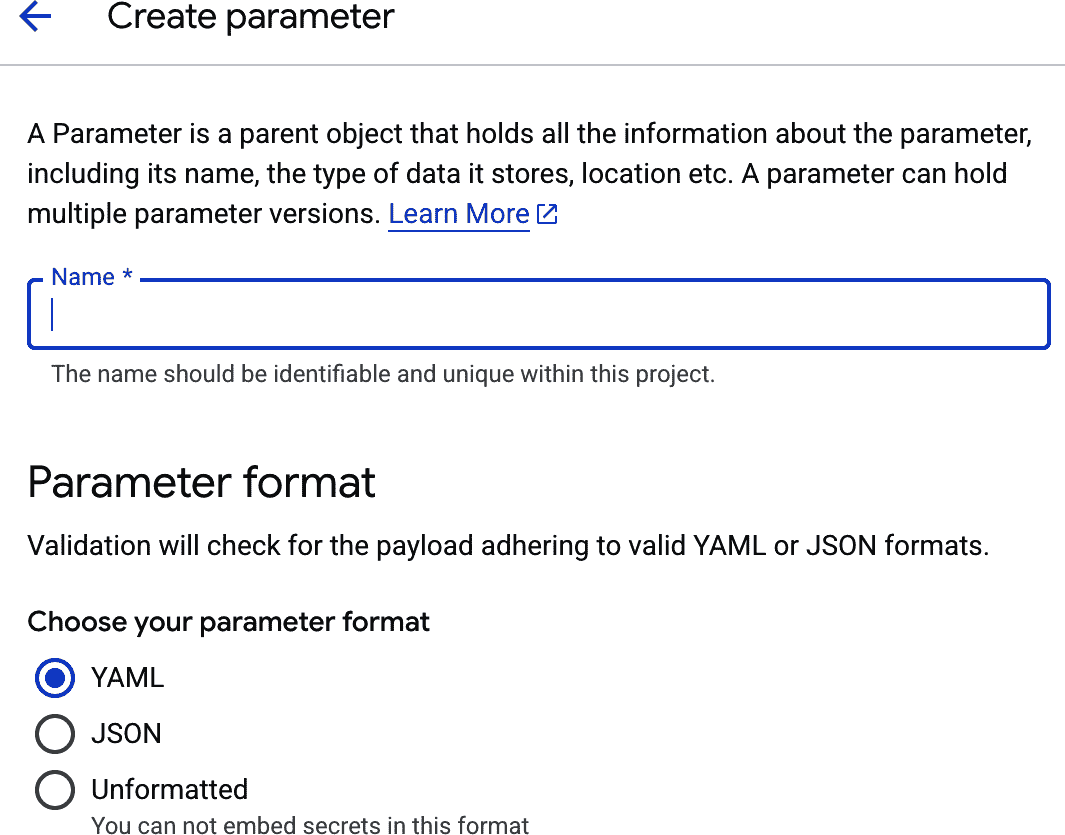 Create parameter
A Parameter is a parent object that holds all the information about the parameter,
including its name, the type of data it stores, location etc. A parameter can hold
multiple parameter versions. Learn More
Name *
The name should be identifiable and unique within this project.
Parameter format
Validation will check for the payload adhering to valid YAML or JSON formats.
Choose your parameter format
YAML
JSON
Unformatted
You can not embed secrets in this format